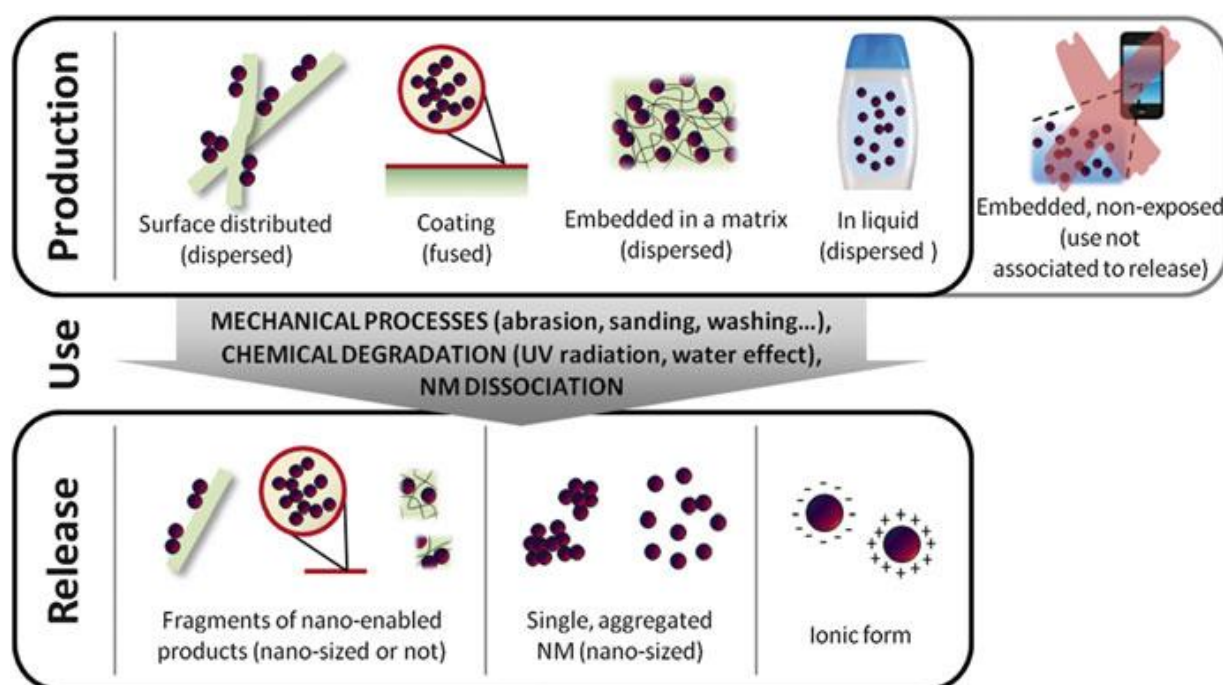 Production
Surface distributed
(dispersed)
Coating
(fused)
Embedded in a matrix
(dispersed)
In liquid
(dispersed )
Embedded, non-exposed
(use not
associated to release)
Use
MECHANICAL PROCESSES (abrasion, sanding, washing...),
CHEMICAL DEGRADATION (UV radiation, water effect),
NM DISSOCIATION
Release
Fragments of nano-enabled
products (nano-sized or not)
Single, aggregated
NM (nano-sized)
Ionic form